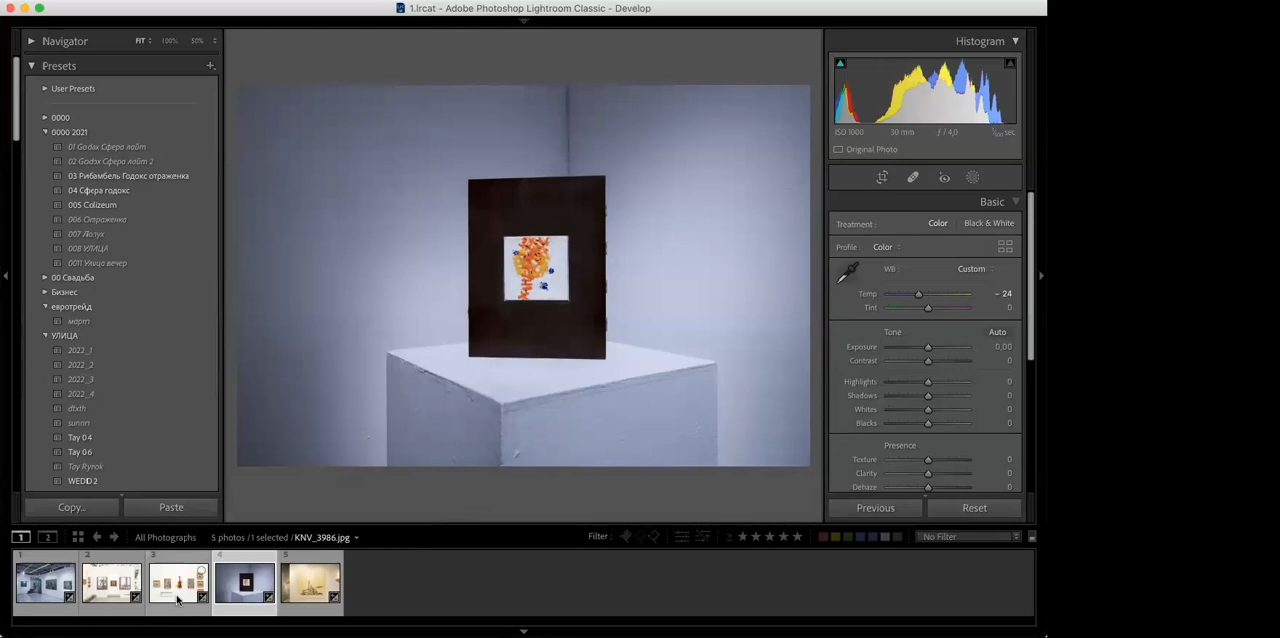 1.lrcat - Adobe Photoshop Lightroom Classic - Develop
Navigator FIT 100% 50%
Presets +
User Presets
0000
0000 2021
01 Godox Сфера лайт
02 Godox Сфера лайт 2
03 Рибамбель Годокс отраженка
04 Сфера годокс
005 Colizeum
006 Отраженка
007 Лопух
008 УЛИЦА
0011 Улица вечер
00 Свадьба
Бизнес
евротрейд
март
УЛИЦА
2022_1
2022_2
2022_3
2022_4
dtxth
sunnn
Tay 04
Tay 06
Tay Rynok
WEDD 2
Copy... Paste
Histogram
ISO 1000 30 mm ƒ / 4,0 sec
Original Photo
Basic
Treatment : Color Black & White
Profile : Color
WB : Custom
Temp - 24
Tint 0
Tone Auto
Exposure 0,00
Contrast 0
Highlights 0
Shadows 0
Whites 0
Blacks 0
Presence
Texture 0
Clarity 0
Dehaze 0
Previous Reset
1 2 All Photographs 5 photos / 1 selected / KNV_3986.jpg Filter : ≥ ★ ★ ★ ★ ★ No Filter
1 2 3 4 5